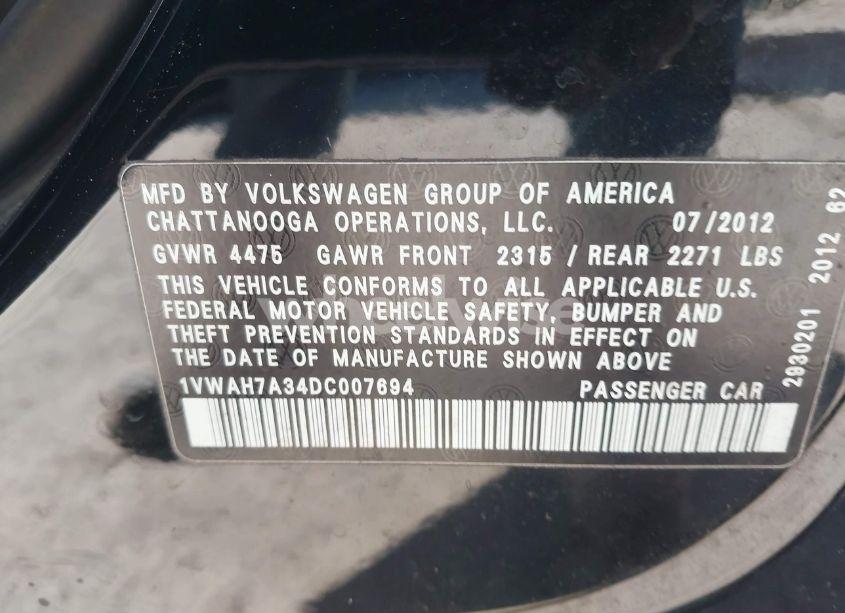 MFD BY VOLKSWAGEN GROUP OF AMERICA
CHATTANOOGA OPERATIONS, LLC. 07/2012
GVWR 4475 GAWR FRONT 2315 / REAR 2271 LBS
THIS VEHICLE CONFORMS TO ALL APPLICABLE U.S.
FEDERAL MOTOR VEHICLE SAFETY, BUMPER AND
THEFT PREVENTION STANDARDS IN EFFECT ON
THE DATE OF MANUFACTURE SHOWN ABOVE
1VWAH7A34DC007694 PASSENGER CAR
2930201 2012 62